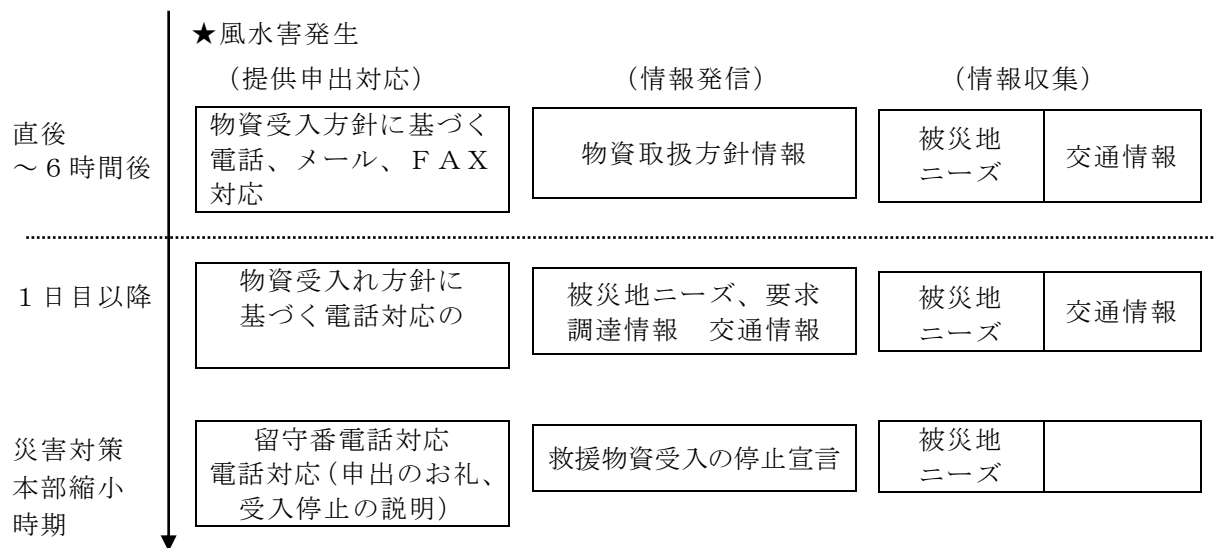 ★風水害発生
(提供申出対応)
(情報発信)
(情報収集)
直後
~6時間後
物資受入方針に基づく
電話、メール、FAX
対応
物資取扱方針情報
被災地
ニーズ
交通情報
1日目以降
物資受入れ方針に
基づく電話対応の
被災地ニーズ、要求
調達情報 交通情報
被災地
ニーズ
交通情報
災害対策
本部縮小
時期
留守番電話対応
電話対応(申出のお礼、
受入停止の説明)
救援物資受入の停止宣言
被災地
ニーズ